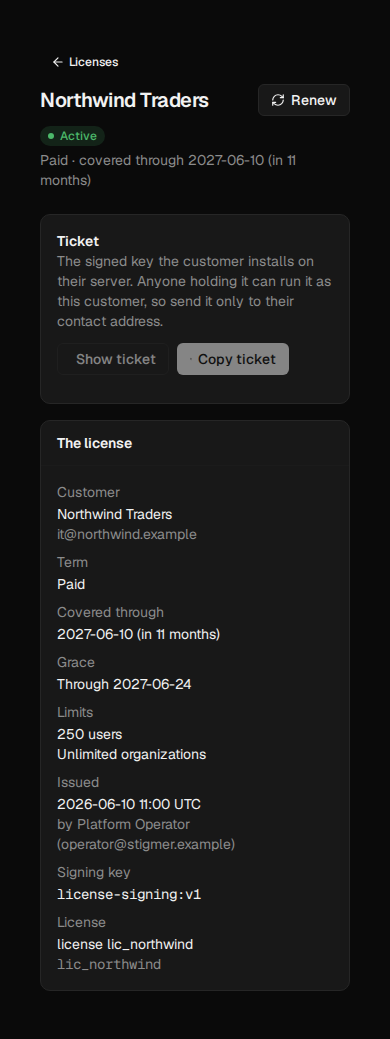 Licenses
Northwind Traders
Renew
Active
Paid · covered through 2027-06-10 (in 11
months)
Ticket
The signed key the customer installs on
their server. Anyone holding it can run it as
this customer, so send it only to their
contact address.
Show ticket
Copy ticket
The license
Customer
Northwind Traders
it@northwind.example
Term
Paid
Covered through
2027-06-10 (in 11 months)
Grace
Through 2027-06-24
Limits
250 users
Unlimited organizations
Issued
2026-06-10 11:00 UTC
by Platform Operator
(operator@stigmer.example)
Signing key
license-signing:v1
License
license lic_northwind
lic_northwind